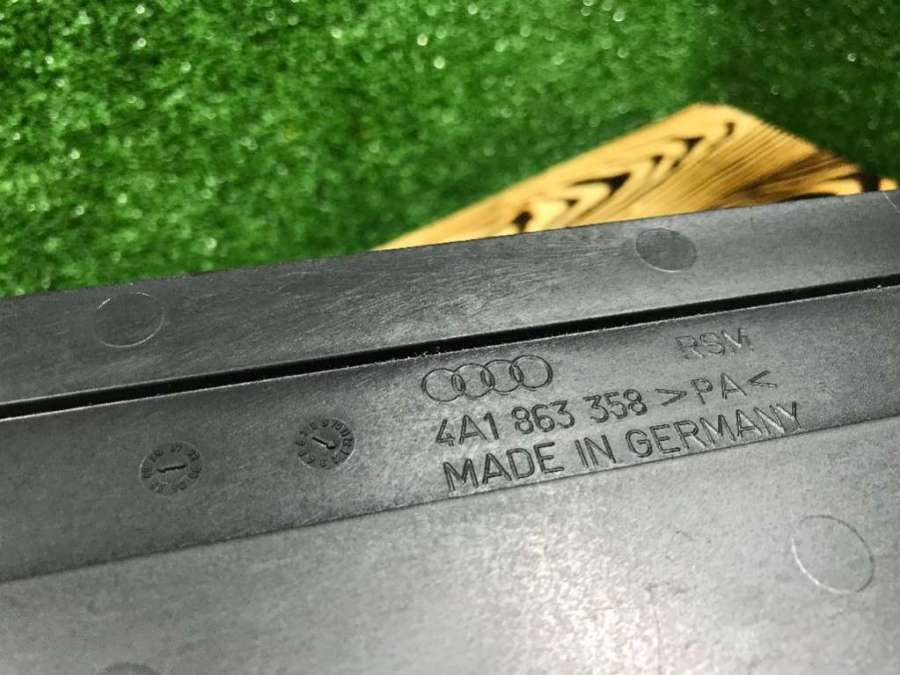 RSM
4A1 863 358 >PA<
MADE IN GERMANY